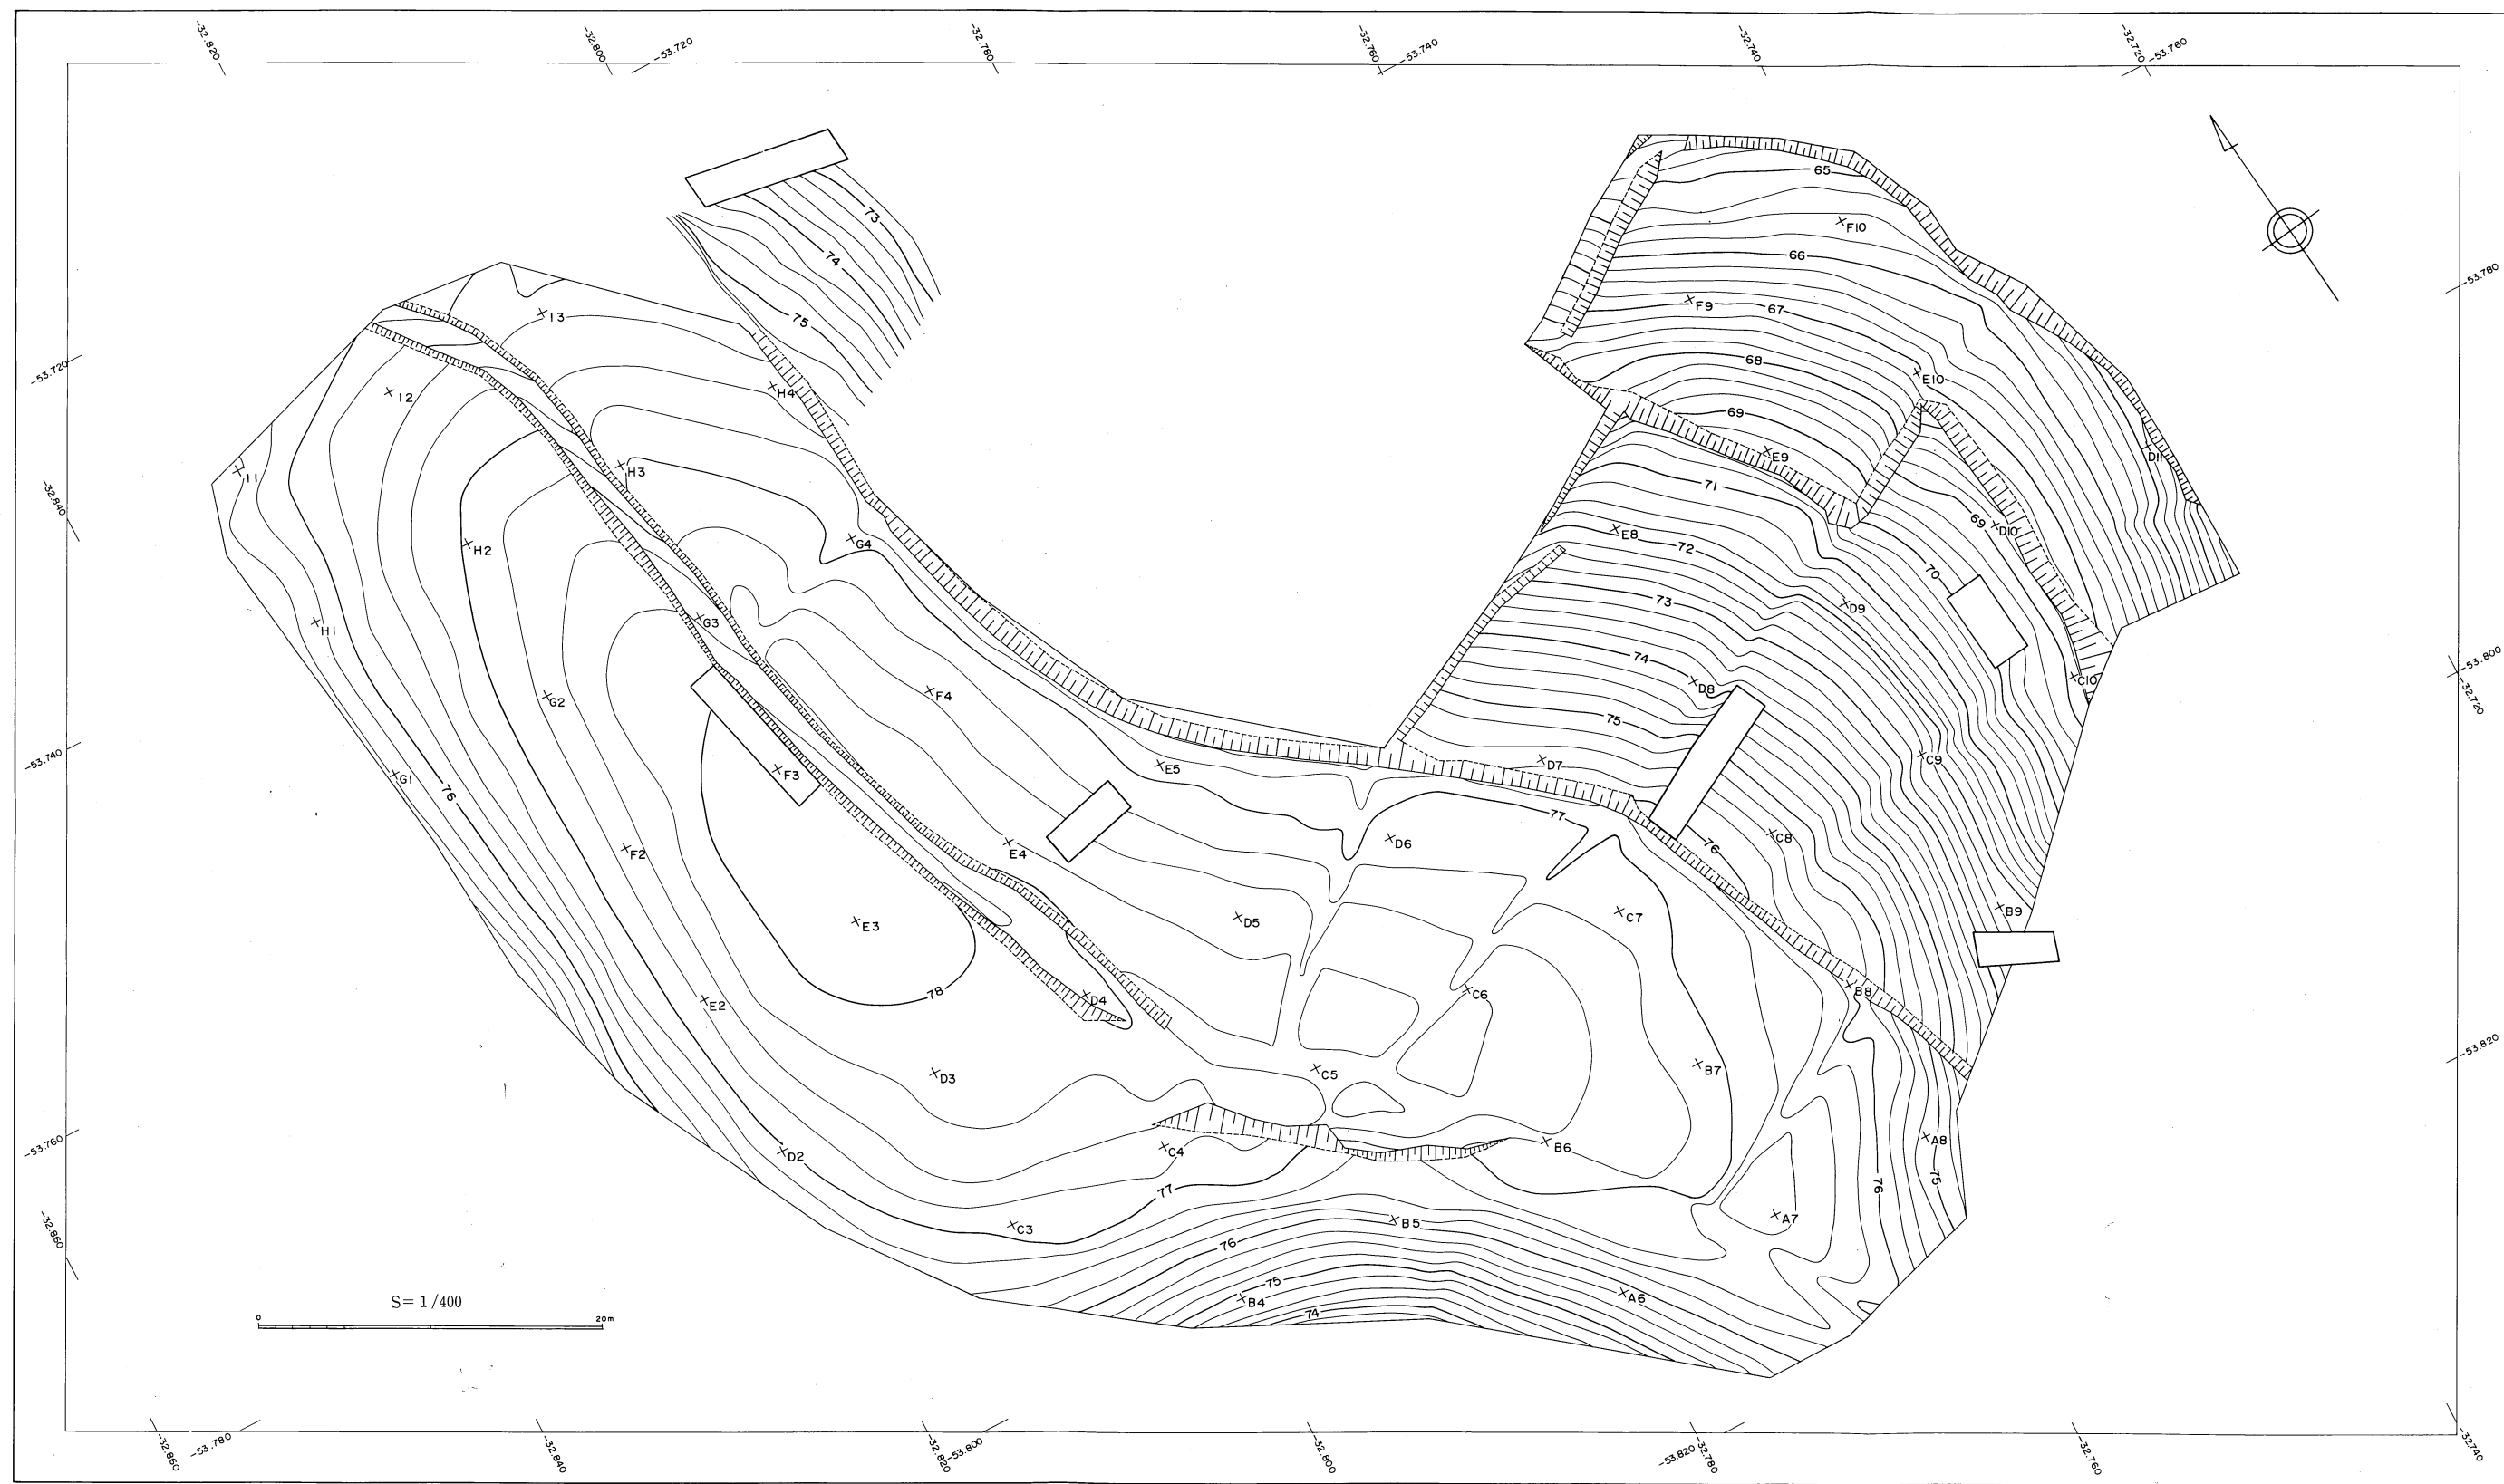 -32.820
-32.800
-53.720
-32.780
-32.760
-53.740
-32.740
-32.720
-53.760
73
74
75
65
F10
66
F9
67
68
E10
69
E9
71
D11
69
D10
70
E8
72
73
D9
74
D8
75
C10
D7
C9
-53.780
-53.800
-32.720
-53.820
-53.720
-32.840
-53.740
-53.760
-32.860
I3
I2
H4
I1
H3
H2
G4
H1
G3
G2
F4
G1
76
F3
E5
F2
E4
D6
77
76
C8
E3
D5
C7
B9
78
D4
C6
B8
E2
D3
C5
B7
A8
D2
C4
B6
75
77
76
C3
B5
A7
76
75
B4
A6
74
S= 1/400
0
20m
-32.860
-53.780
-32.840
-32.820
-53.800
-32.800
-53.820
-32.780
-32.760
-32.740